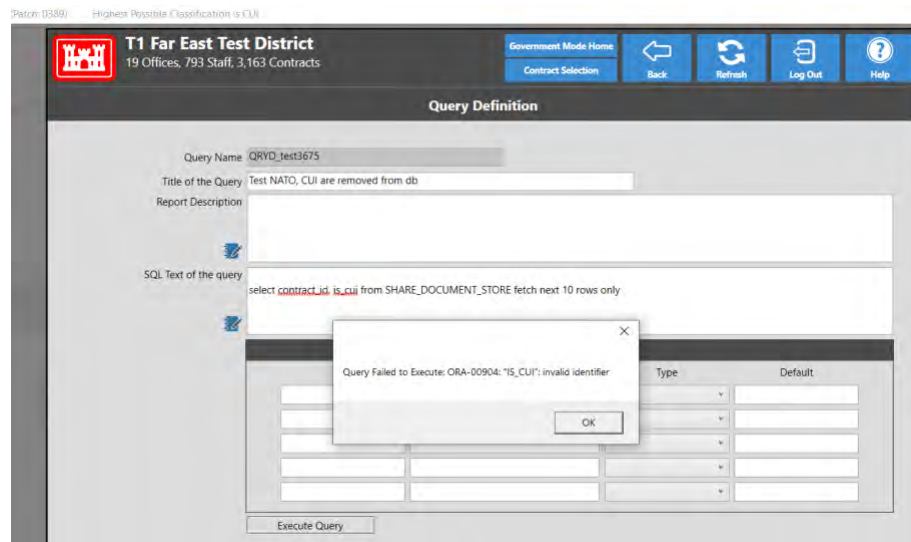 (Patch: 0389) Highest Possible Classification is CUI
T1 Far East Test District
19 Offices, 793 Staff, 3,163 Contracts
Government Mode Home
Contract Selection
Back
Refresh
Log Out
Help
Query Definition
Query Name QRYD_test3675
Title of the Query Test NATO, CUI are removed from db
Report Description
SQL Text of the query
select contract_id, is_cui from SHARE_DOCUMENT_STORE fetch next 10 rows only
Query Failed to Execute: ORA-00904: "IS_CUI": invalid identifier
OK
Type Default
Execute Query